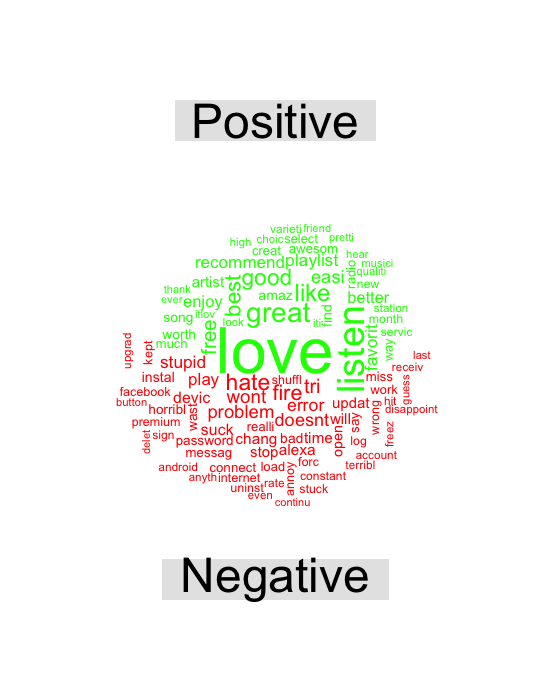 Positive
varieti friend
high choic select pretti
creat awesom hear
recommend playlist radio musici
qualiti
good easi new
thank artist best amaz like better
ever enjoy great find station
song itlov look itis favorit servic
worth free love listen way
much
upgrad kept stupid last
instal play hate shuffl tri miss receiv
facebook devic wont fire work guess
button horribl wast problem error updat hit disappoint
premium suck realli doesnt will say wrong
delet sign password chang bad time open log freez
messag stop alexa account
android connect load annoy forc terribl
anyth internet constant
uninst rate stuck
even
continu
Negative